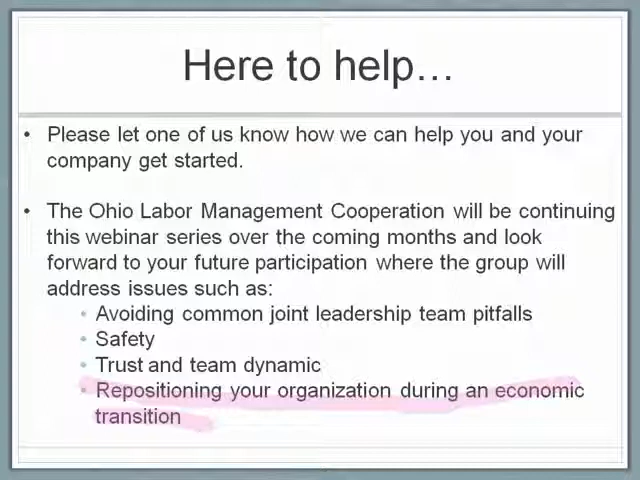 Here to help…
• Please let one of us know how we can help you and your
company get started.
• The Ohio Labor Management Cooperation will be continuing
this webinar series over the coming months and look
forward to your future participation where the group will
address issues such as:
• Avoiding common joint leadership team pitfalls
• Safety
• Trust and team dynamic
• Repositioning your organization during an economic
transition